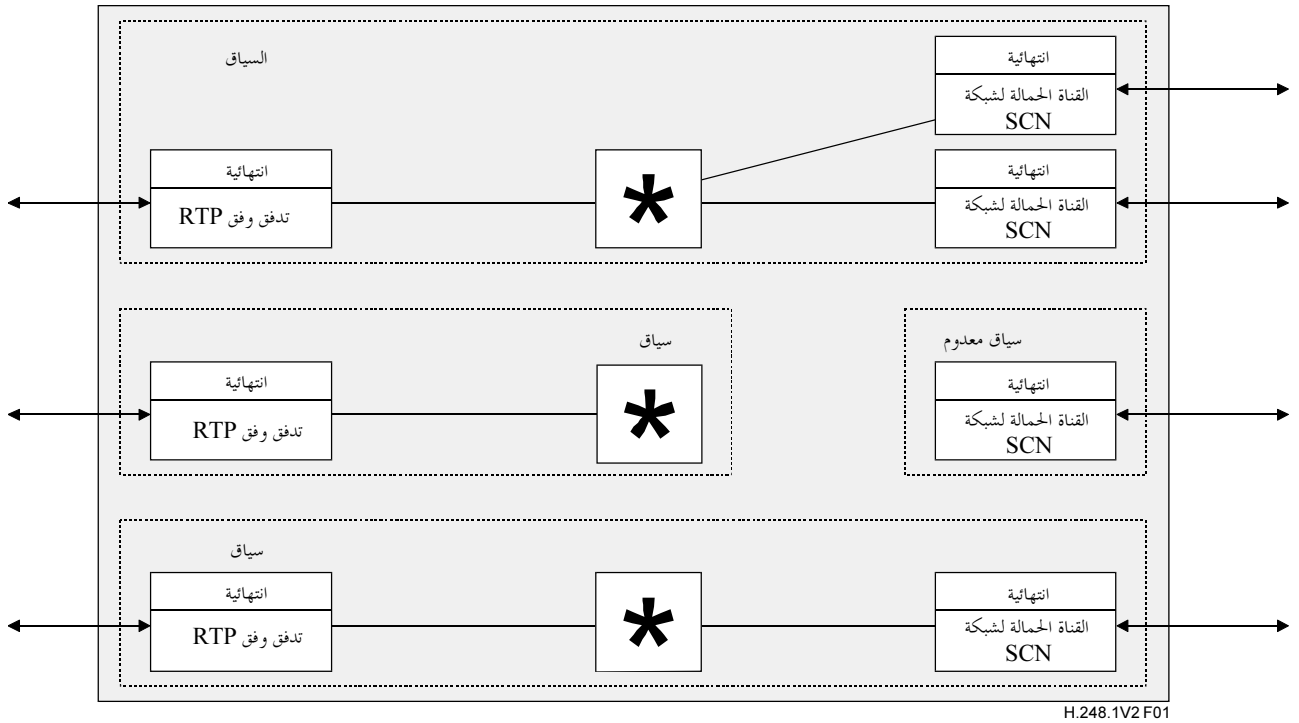 السياق
انتهائية
القناة الحمالة لشبكة
SCN
انتهائية
تدفق وفق RTP
*
انتهائية
القناة الحمالة لشبكة
SCN
سياق
انتهائية
تدفق وفق RTP
*
سياق معدوم
انتهائية
القناة الحمالة لشبكة
SCN
سياق
انتهائية
تدفق وفق RTP
*
انتهائية
القناة الحمالة لشبكة
SCN
H.248.1V2 F01